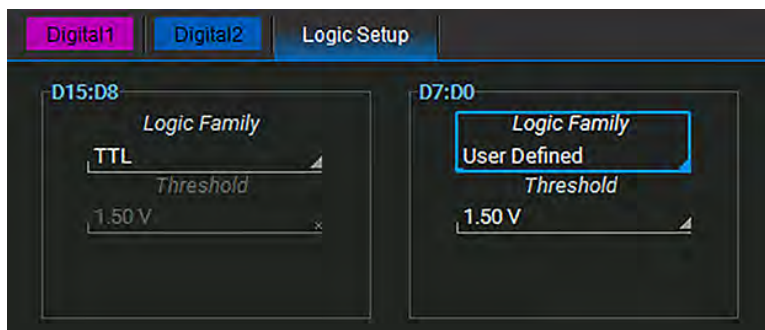 Digital1 Digital2 Logic Setup
D15:D8
Logic Family
TTL
Threshold
1.50 V
D7:D0
Logic Family
User Defined
Threshold
1.50 V